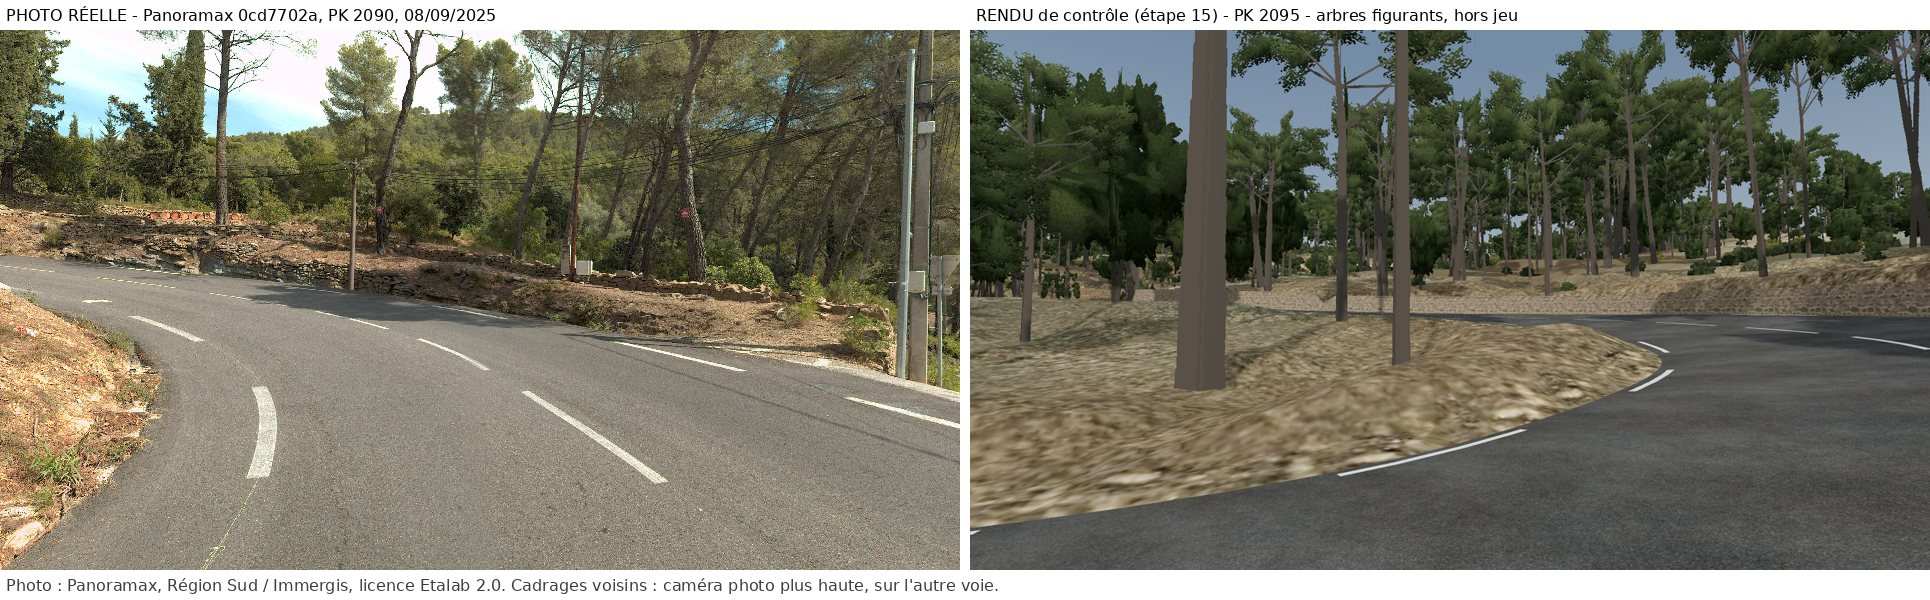 PHOTO RÉELLE - Panoramax 0cd7702a, PK 2090, 08/09/2025
RENDU de contrôle (étape 15) - PK 2095 - arbres figurants, hors jeu
Photo : Panoramax, Région Sud / Immergis, licence Etalab 2.0. Cadrages voisins : caméra photo plus haute, sur l'autre voie.